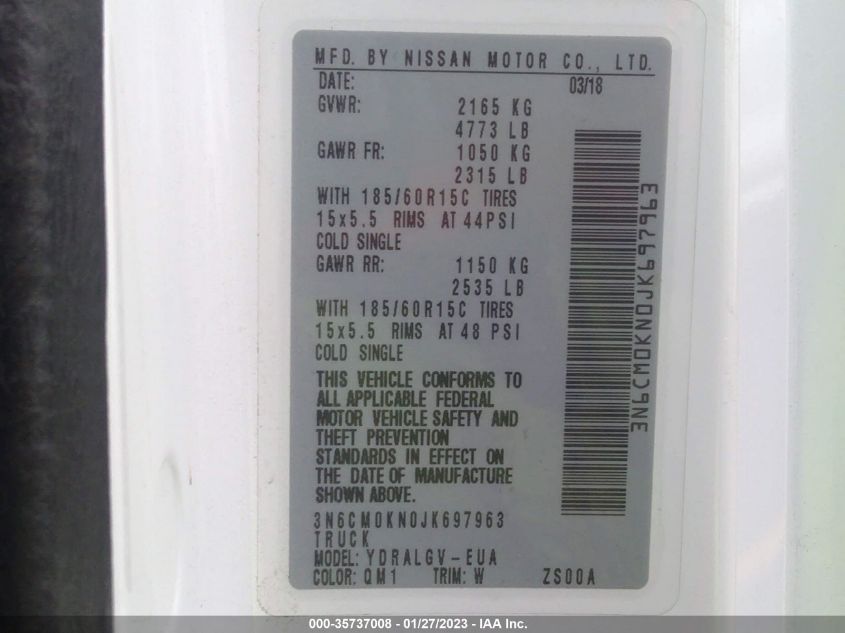 MFD. BY NISSAN MOTOR CO., LTD.
DATE: 03/18
GVWR: 2165 KG
4773 LB
GAWR FR: 1050 KG
2315 LB
WITH 185/60R15C TIRES
15x5.5 RIMS AT 44PSI
COLD SINGLE
GAWR RR: 1150 KG
2535 LB
WITH 185/60R15C TIRES
15x5.5 RIMS AT 48 PSI
COLD SINGLE
THIS VEHICLE CONFORMS TO
ALL APPLICABLE FEDERAL
MOTOR VEHICLE SAFETY AND
THEFT PREVENTION
STANDARDS IN EFFECT ON
THE DATE OF MANUFACTURE
SHOWN ABOVE.
3N6CM0KN0JK697963
TRUCK
MODEL: YDRALGV-EUA
COLOR: QM1 TRIM: W ZS00A
3N6CM0KN0JK697963
000-35737008 - 01/27/2023 - IAA Inc.